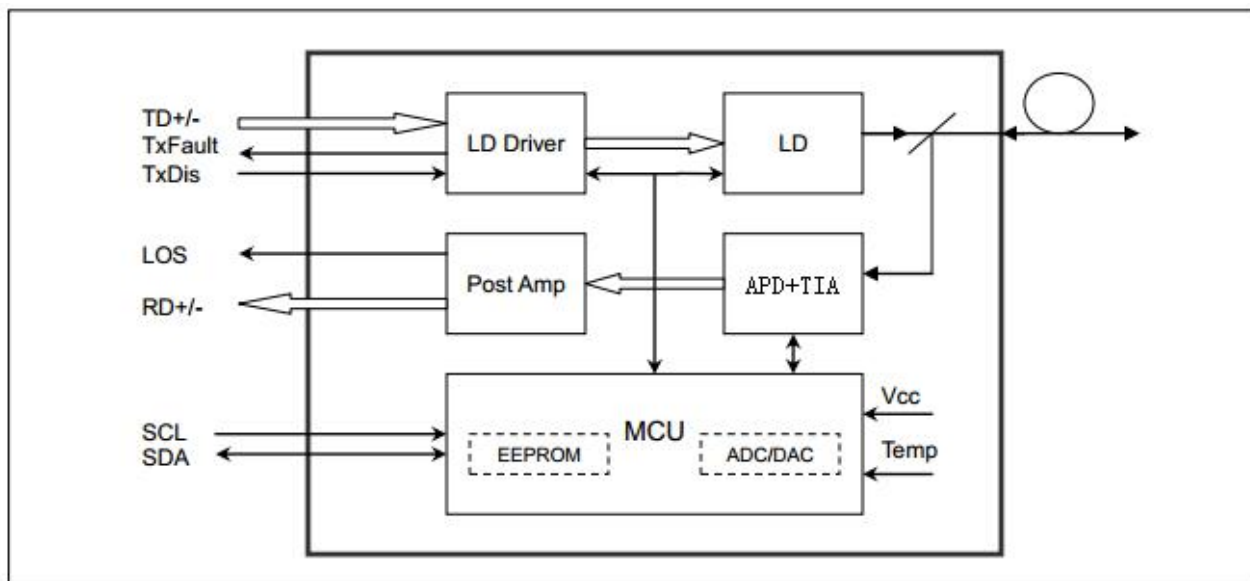 TD+/-
TxFault
TxDis
LD Driver
LD
LOS
RD+/-
Post Amp
APD+TIA
SCL
SDA
MCU
EEPROM
ADC/DAC
Vcc
Temp